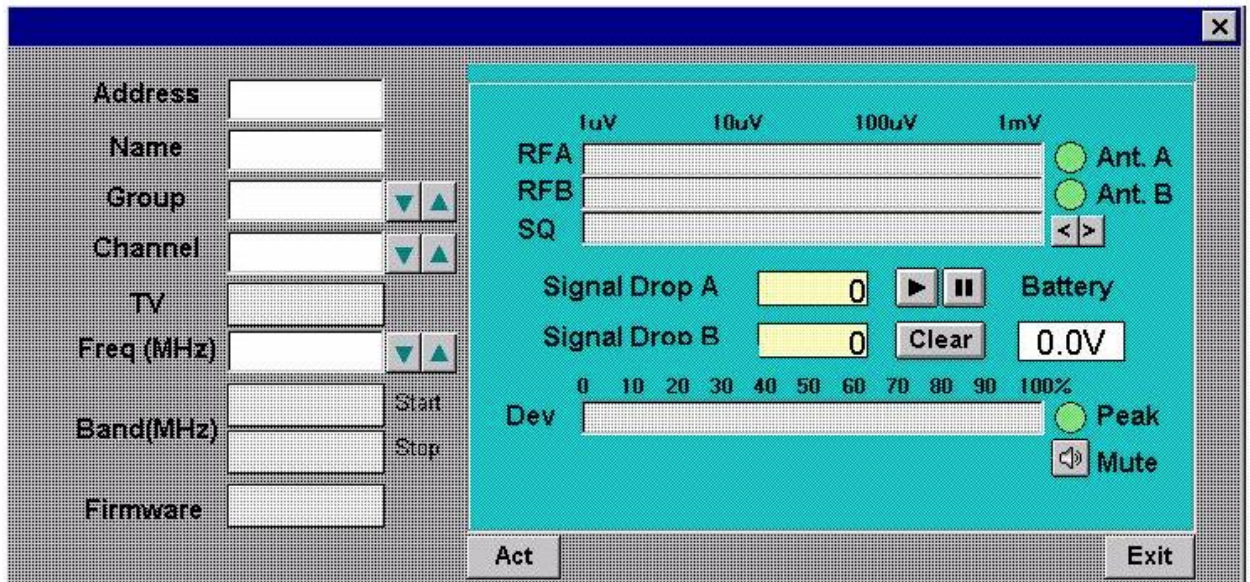 Address
Name
Group
Channel
TV
Freq (MHz)
Band(MHz)
Start
Stop
Firmware
1uV 10uV 100uV 1mV
RFA
Ant. A
RFB
Ant. B
SQ
< >
Signal Drop A 0
Battery
Signal Drop B 0 Clear 0.0V
0 10 20 30 40 50 60 70 80 90 100%
Dev
Peak
Mute
Act
Exit